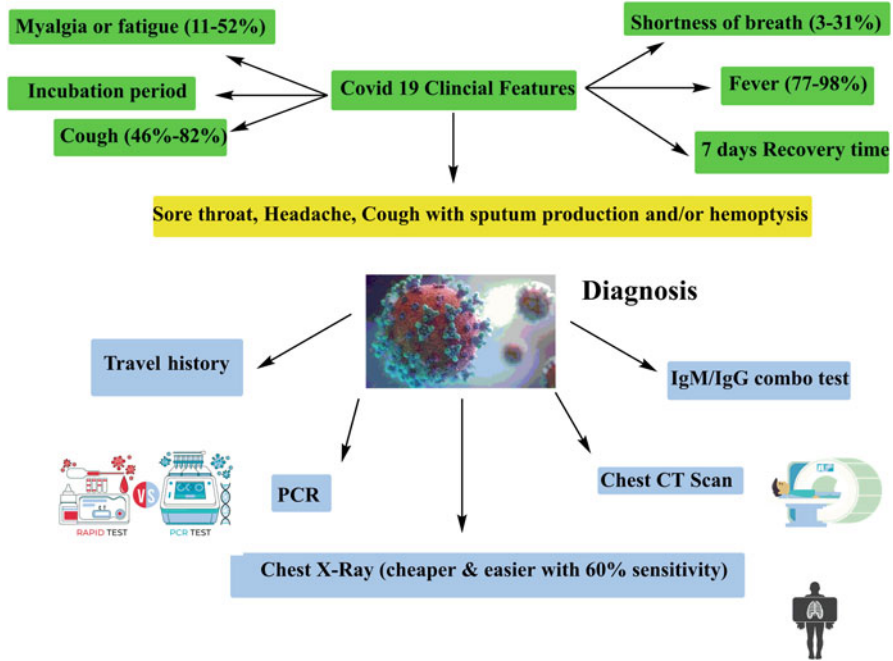 Myalgia or fatigue (11-52%)
Shortness of breath (3-31%)
Incubation period
Covid 19 Clincial Features
Fever (77-98%)
Cough (46%-82%)
7 days Recovery time
Sore throat, Headache, Cough with sputum production and/or hemoptysis
Diagnosis
Travel history
IgM/IgG combo test
VS
RAPID TEST
PCR TEST
PCR
Chest CT Scan
Chest X-Ray (cheaper & easier with 60% sensitivity)